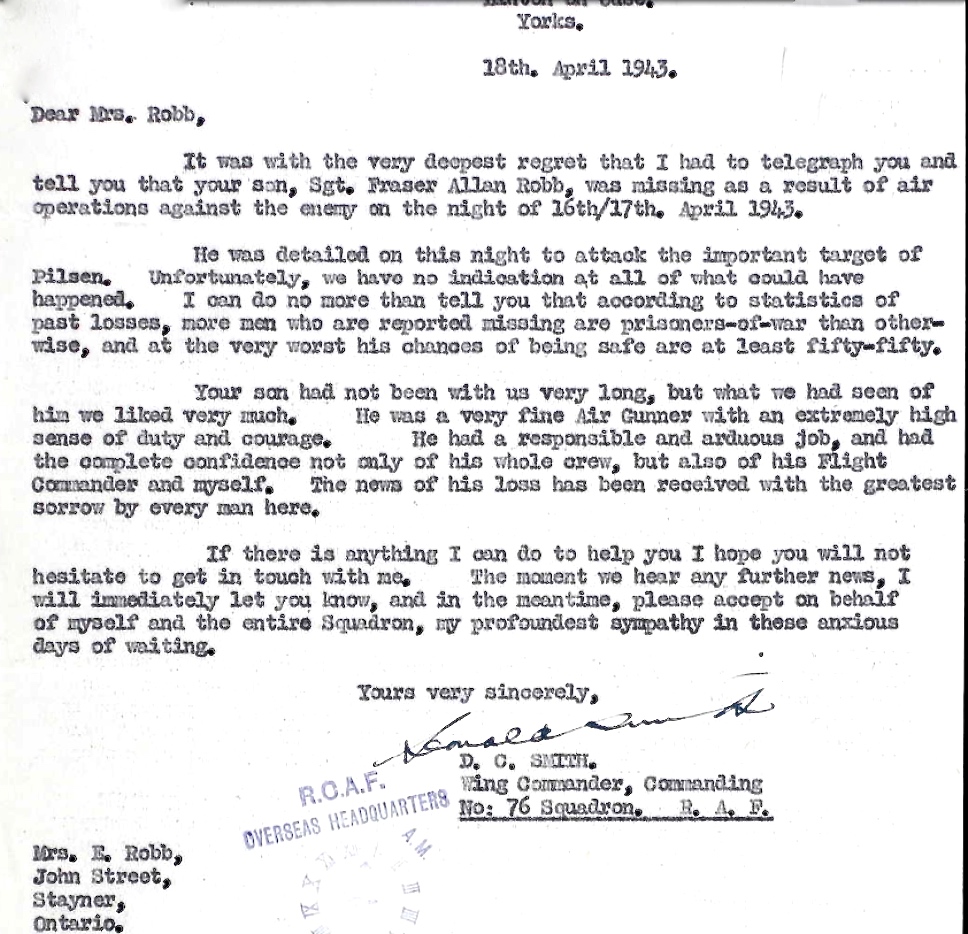 Yorks.
18th. April 1943.
Dear Mrs. Robb,
It was with the very deepest regret that I had to telegraph you and
tell you that your son, Sgt. Fraser Allan Robb, was missing as a result of air
operations against the enemy on the night of 16th/17th. April 1943.
He was detailed on this night to attack the important target of
Pilsen. Unfortunately, we have no indication at all of what could have
happened. I can do no more than tell you that according to statistics of
past losses, more men who are reported missing are prisoners-of-war than other-
wise, and at the very worst his chances of being safe are at least fifty-fifty.
Your son had not been with us very long, but what we had seen of
him we liked very much. He was a very fine Air Gunner with an extremely high
sense of duty and courage. He had a responsible and arduous job, and had
the complete confidence not only of his whole crew, but also of his Flight
Commander and myself. The news of his loss has been received with the greatest
sorrow by every man here.
If there is anything I can do to help you I hope you will not
hesitate to get in touch with me. The moment we hear any further news, I
will immediately let you know, and in the meantime, please accept on behalf
of myself and the entire Squadron, my profoundest sympathy in these anxious
days of waiting.
Yours very sincerely,
Donald Smith
D. C. SMITH.
Wing Commander, Commanding
No: 76 Squadron. R. A. F.
R.C.A.F.
OVERSEAS HEADQUARTERS
A.M.
Mrs. E. Robb,
John Street,
Stayner,
Ontario.